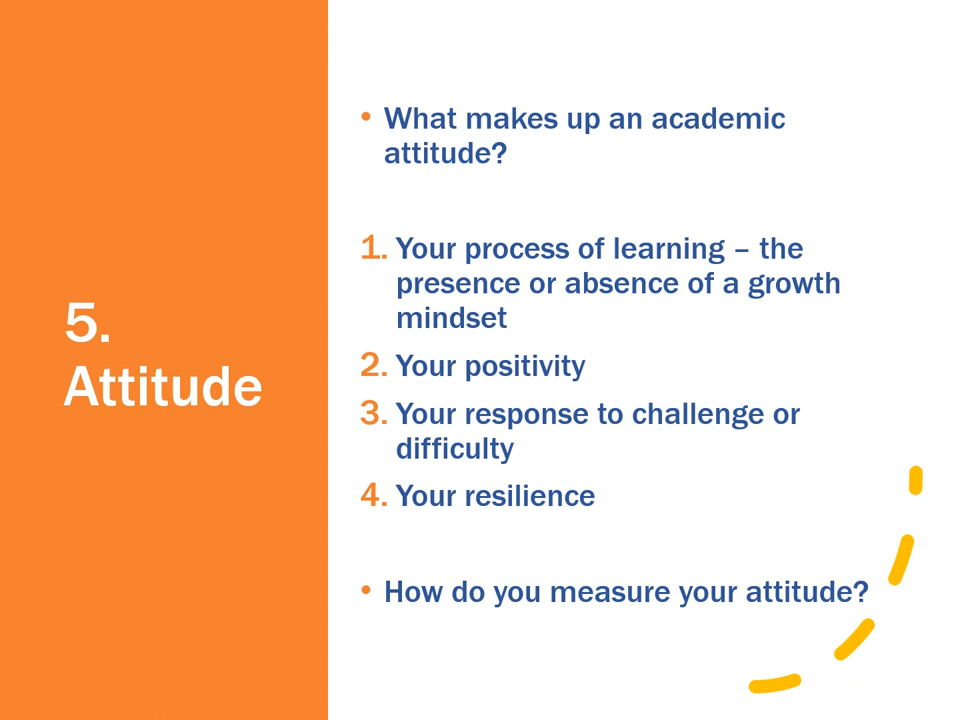 5.
Attitude
• What makes up an academic
attitude?
1. Your process of learning – the
presence or absence of a growth
mindset
2. Your positivity
3. Your response to challenge or
difficulty
4. Your resilience
• How do you measure your attitude?